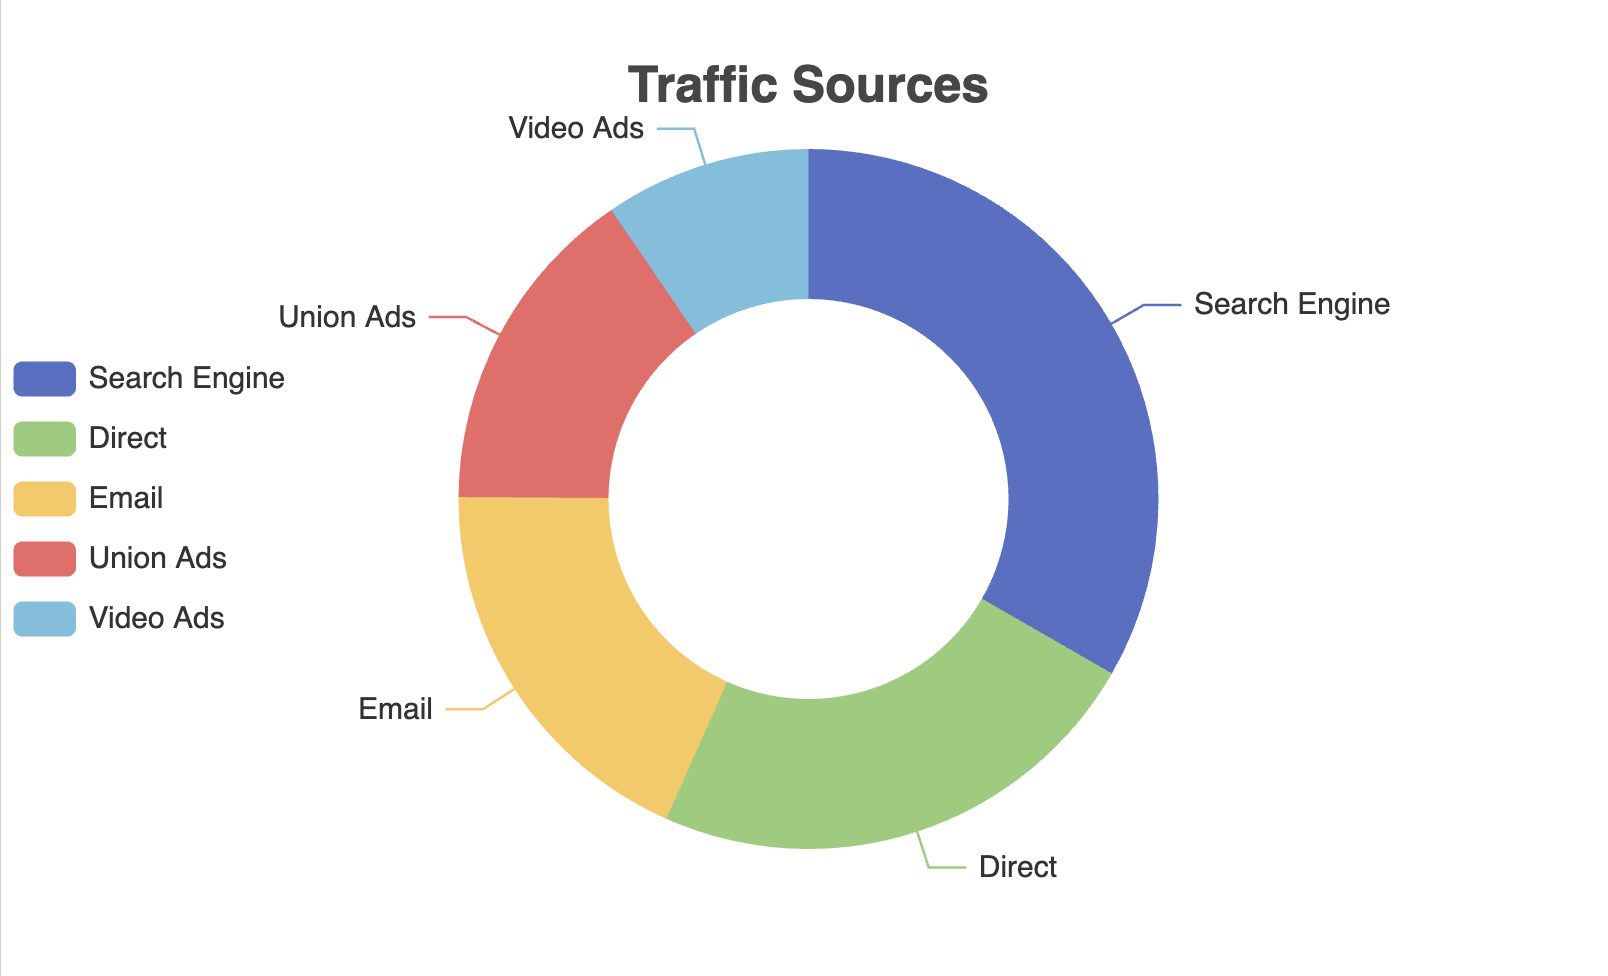 Traffic Sources
Video Ads
Search Engine
Union Ads
Search Engine
Direct
Email
Union Ads
Video Ads
Email
Direct